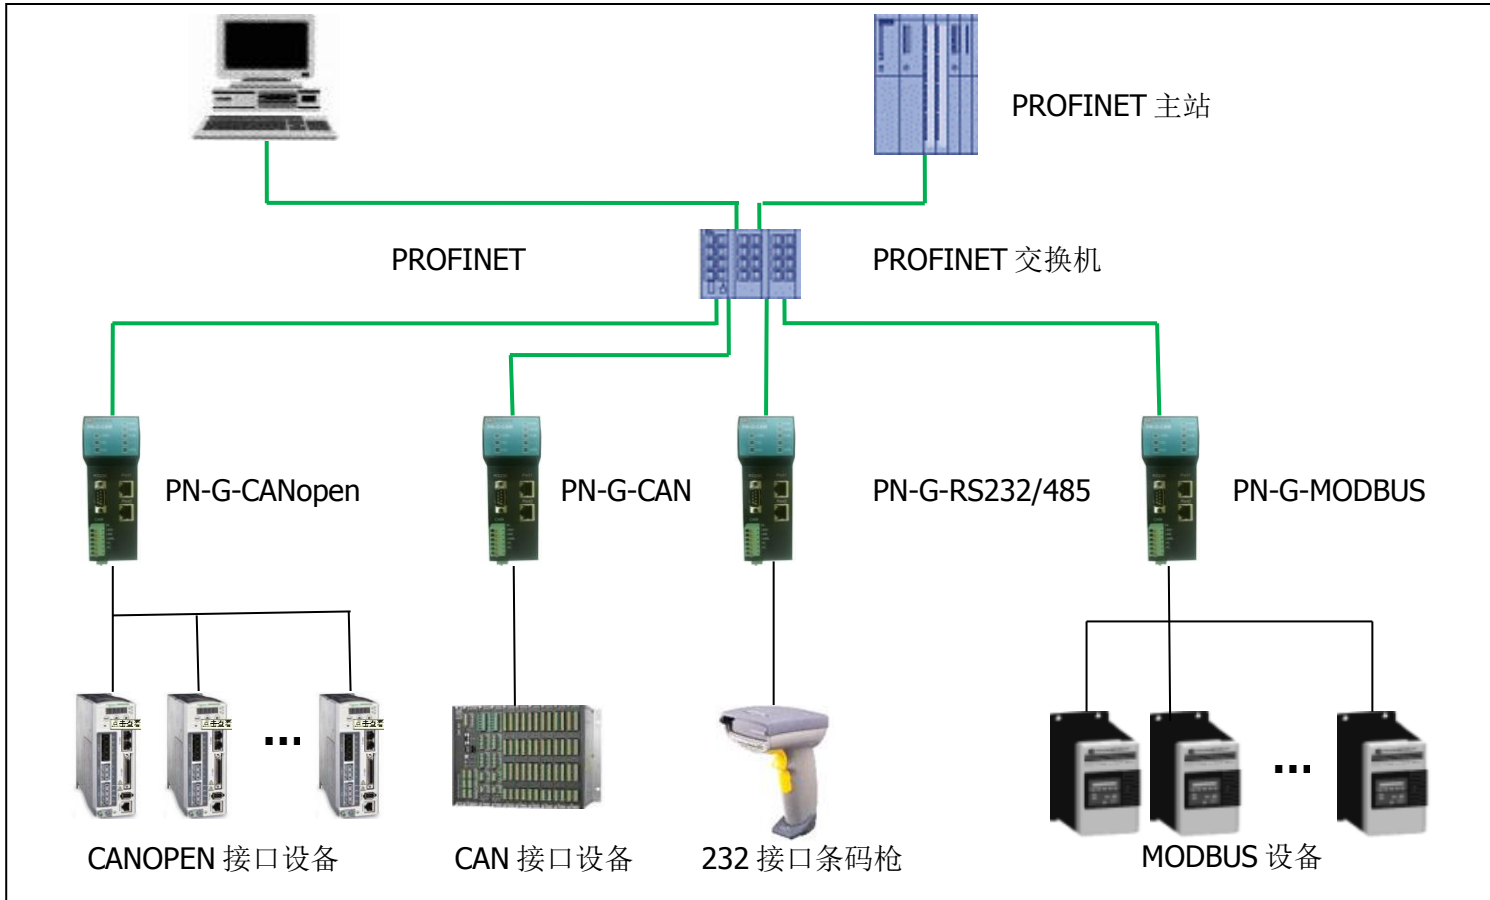 PROFINET 主站
PROFINET
PROFINET 交换机
PN-G-CANopen
PN-G-CAN
PN-G-RS232/485
PN-G-MODBUS
...
...
CANOPEN 接口设备
CAN 接口设备
232 接口条码枪
MODBUS 设备